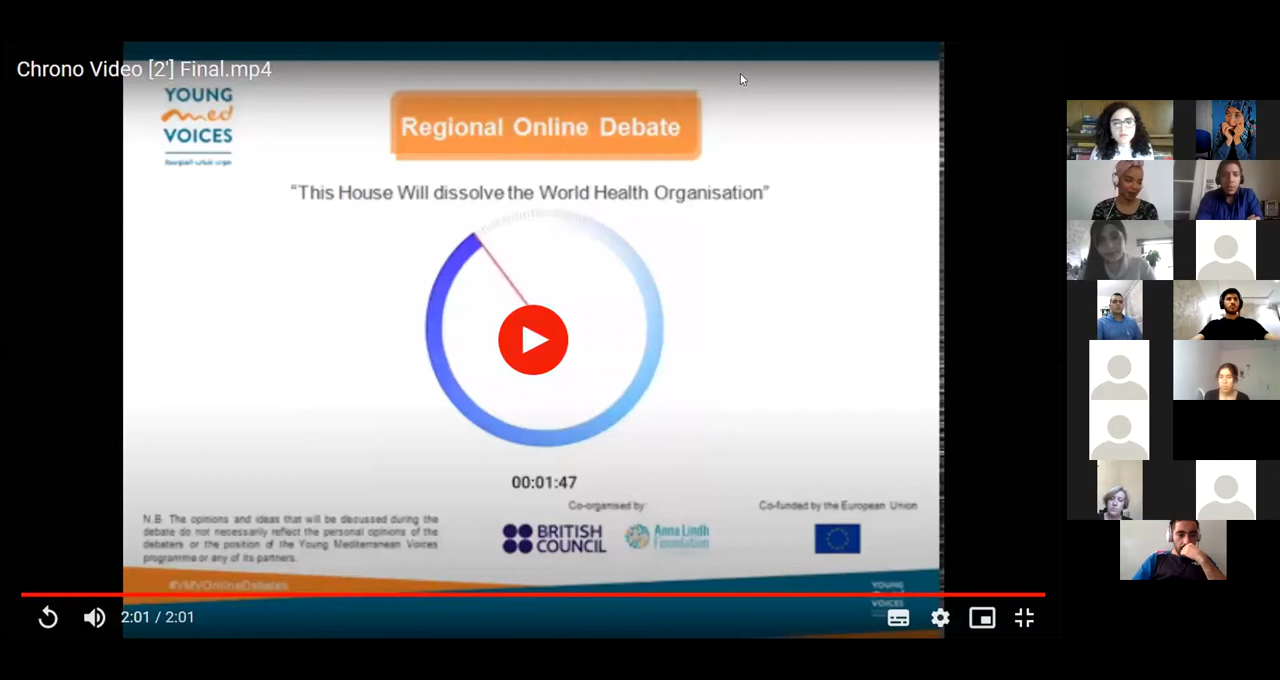 Chrono Video [2'] Final.mp4
YOUNG
med
VOICES
Regional Online Debate
“This House Will dissolve the World Health Organisation”
00:01:47
Co-organised by
Co-funded by the European Union
N.B. The opinions and ideas that will be discussed during the
debate do not necessarily reflect the personal opinions of the
debaters or the position of the Young Mediterranean Voices
programme or any of its partners.
BRITISH
COUNCIL
Anna Lindh
Foundation
#YMVOnlineDebates
YOUNG
VOICES
2:01 / 2:01